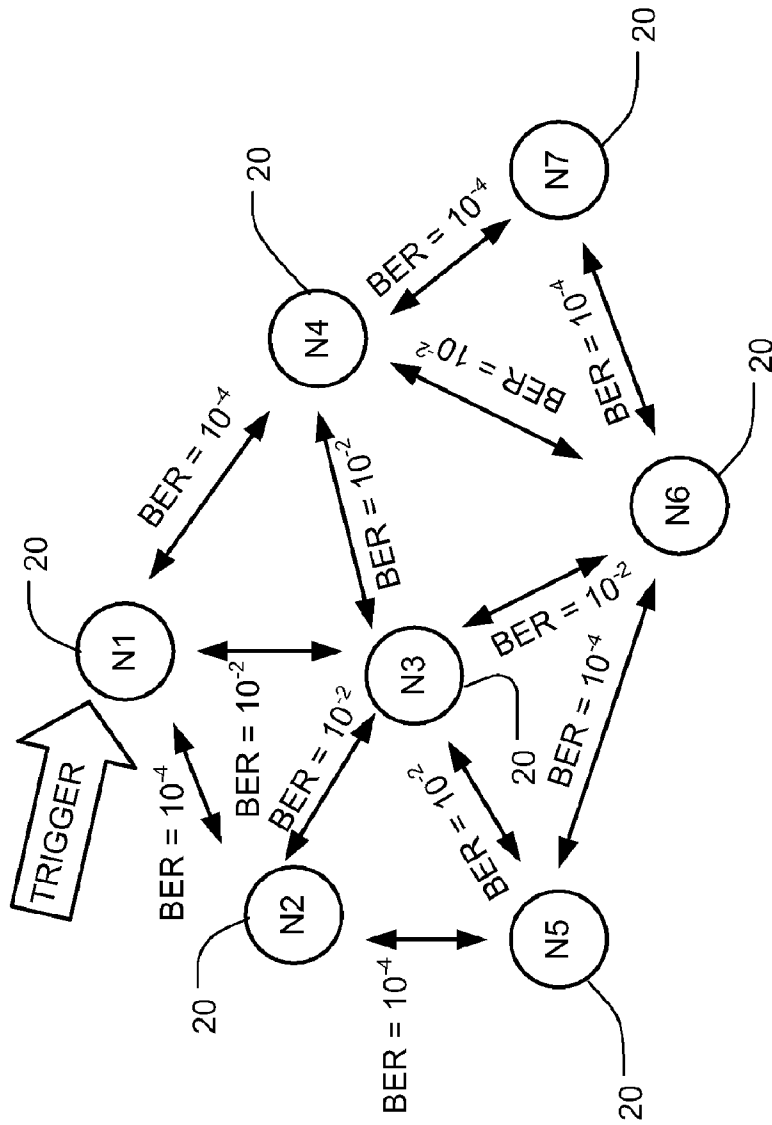 TRIGGER
N1
20
BER = 10⁻⁴
BER = 10⁻⁴
BER = 10⁻²
N2
20
N4
20
BER = 10⁻²
BER = 10⁻²
N3
20
BER = 10⁻⁴
BER = 10⁻²
BER = 10⁻⁴
BER = 10⁻²
BER = 10⁻²
N5
20
BER = 10⁻⁴
N7
20
BER = 10⁻⁴
N6
20